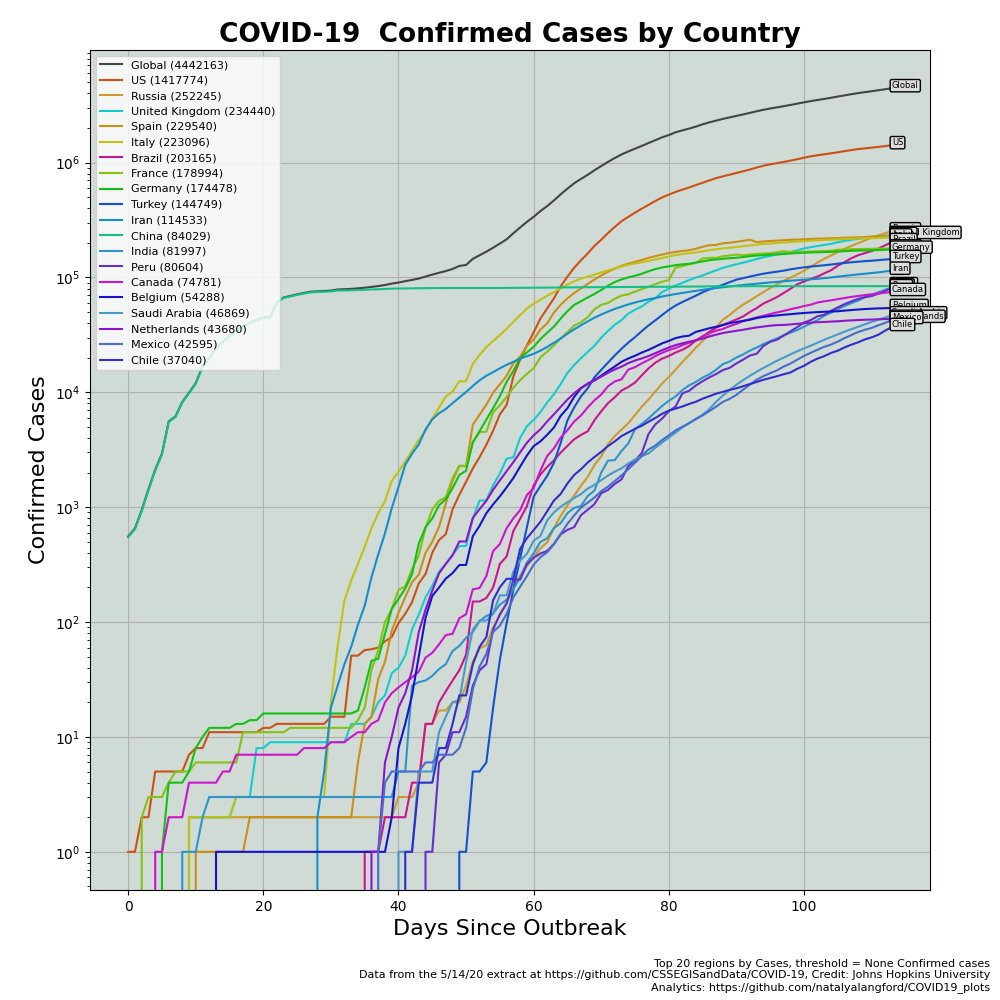 COVID-19  Confirmed Cases by Country
Global (4442163)
US (1417774)
Russia (252245)
United Kingdom (234440)
Spain (229540)
Italy (223096)
Brazil (203165)
France (178994)
Germany (174478)
Turkey (144749)
Iran (114533)
China (84029)
India (81997)
Peru (80604)
Canada (74781)
Belgium (54288)
Saudi Arabia (46869)
Netherlands (43680)
Mexico (42595)
Chile (37040)
Global
US
Kingdom
Germany
Turkey
Iran
Canada
Belgium
Mexico
Chile
Confirmed Cases
10^6
10^5
10^4
10^3
10^2
10^1
10^0
0 20 40 60 80 100
Days Since Outbreak
Top 20 regions by Cases, threshold = None Confirmed cases
Data from the 5/14/20 extract at https://github.com/CSSEGISandData/COVID-19, Credit: Johns Hopkins University
Analytics: https://github.com/natalyalangford/COVID19_plots